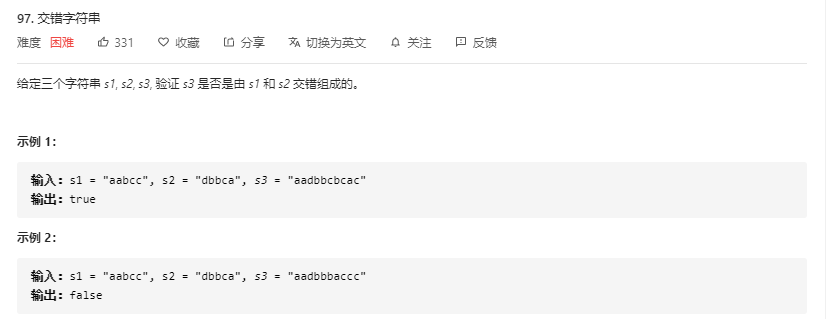 97. 交错字符串
难度 困难 331 收藏 分享 切换为英文 关注 反馈
给定三个字符串 s1, s2, s3, 验证 s3 是否是由 s1 和 s2 交错组成的。
示例 1：
输入：s1 = "aabcc", s2 = "dbbca", s3 = "aadbbcbcac"
输出：true
示例 2：
输入：s1 = "aabcc", s2 = "dbbca", s3 = "aadbbbaccc"
输出：false